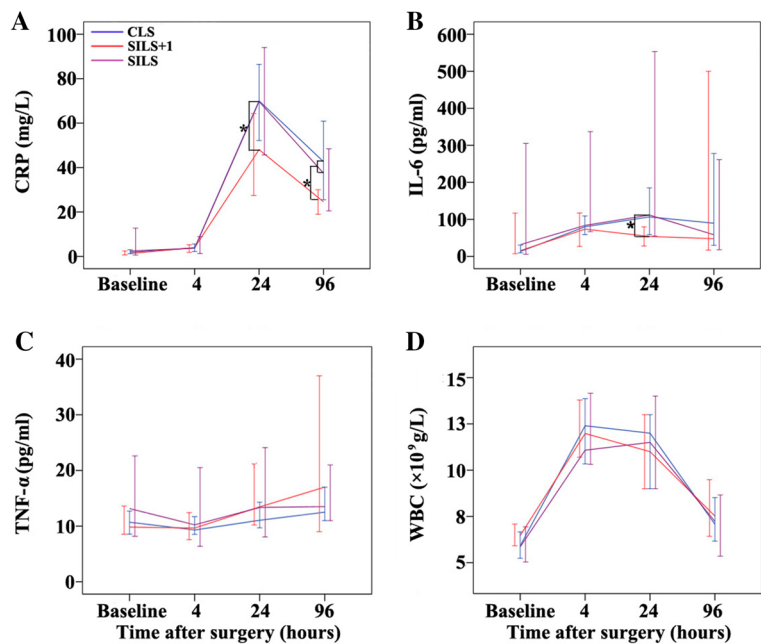 A
CRP (mg/L)
100
80
60
40
20
0
CLS
SILS+1
SILS
*
*
Baseline 4 24 96
B
IL-6 (pg/ml)
600
500
400
300
200
100
0
*
Baseline 4 24 96
C
TNF-α (pg/ml)
40
30
20
10
0
Baseline 4 24 96
Time after surgery (hours)
D
WBC (×10⁹g/L)
15
13
10
8
5
Baseline 4 24 96
Time after surgery (hours)